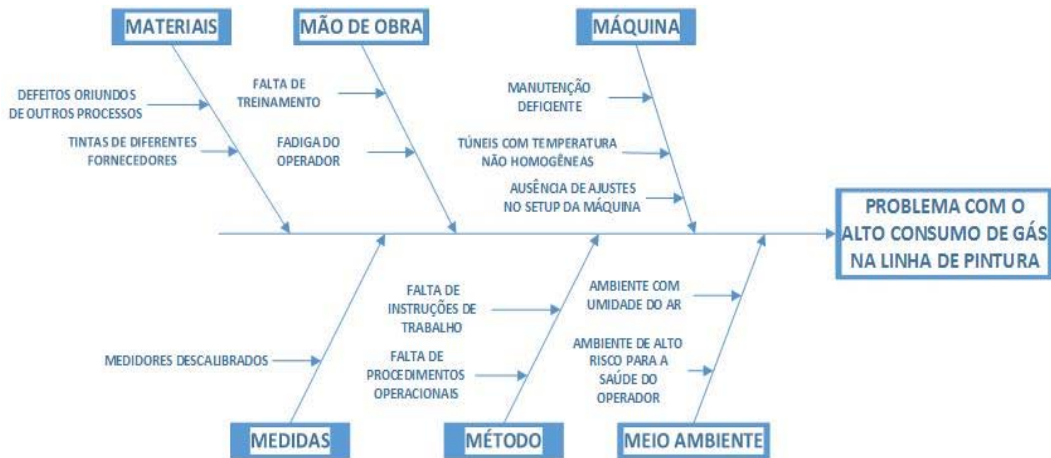 MATERIAIS
MÃO DE OBRA
MÁQUINA
DEFEITOS ORIUNDOS
DE OUTROS PROCESSOS
TINTAS DE DIFERENTES
FORNECEDORES
FALTA DE
TREINAMENTO
FADIGA DO
OPERADOR
MANUTENÇÃO
DEFICIENTE
TÚNEIS COM TEMPERATURA
NÃO HOMOGÊNEAS
AUSÊNCIA DE AJUSTES
NO SETUP DA MÁQUINA
PROBLEMA COM O
ALTO CONSUMO DE GÁS
NA LINHA DE PINTURA
MEDIDORES DESCALIBRADOS
FALTA DE
INSTRUÇÕES DE
TRABALHO
FALTA DE
PROCEDIMENTOS
OPERACIONAIS
AMBIENTE COM
UMIDADE DO AR
AMBIENTE DE ALTO
RISCO PARA A
SAÚDE DO
OPERADOR
MEDIDAS
MÉTODO
MEIO AMBIENTE